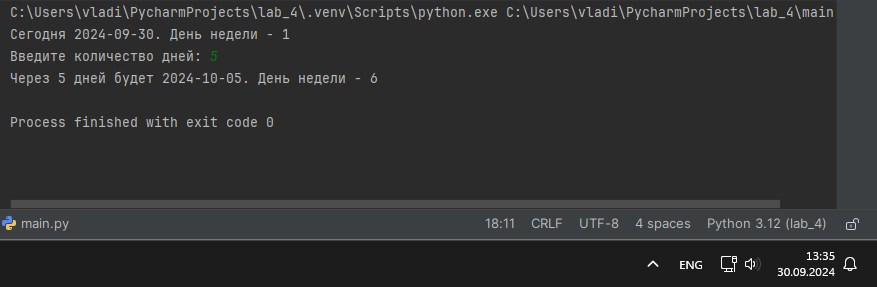 C:\Users\vladi\PycharmProjects\lab_4\.venv\Scripts\python.exe C:\Users\vladi\PycharmProjects\lab_4\main
Сегодня 2024-09-30. День недели - 1
Введите количество дней: 5
Через 5 дней будет 2024-10-05. День недели - 6
Process finished with exit code 0
main.py 18:11 CRLF UTF-8 4 spaces Python 3.12 (lab_4)
ENG 13:35
30.09.2024